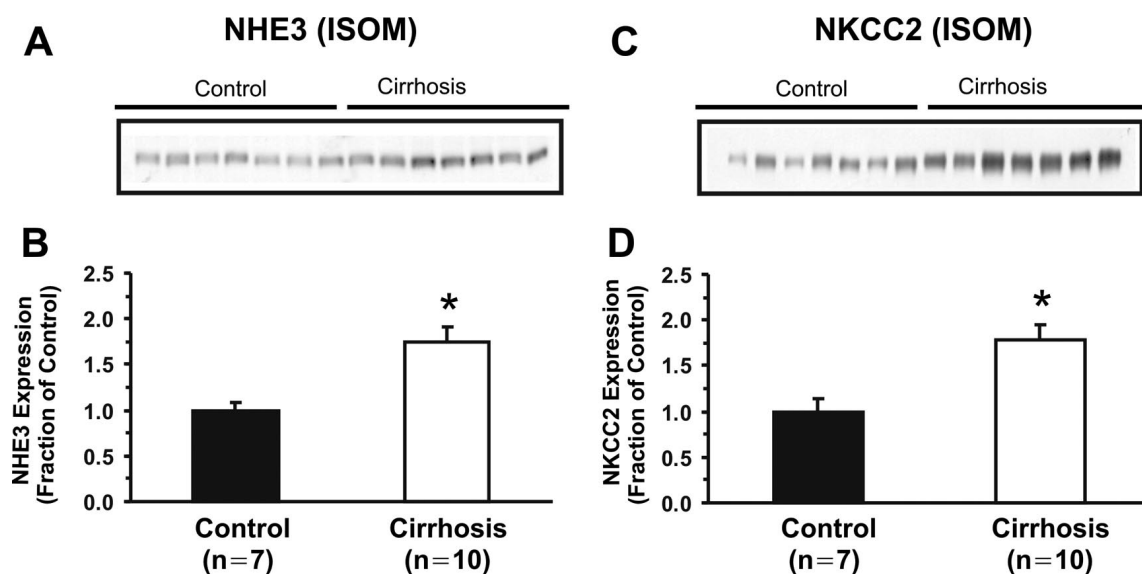 A
NHE3 (ISOM)
Control
Cirrhosis
B
NHE3 Expression
(Fraction of Control)
2.5
2.0
1.5
1.0
0.5
0.0
*
Control
(n=7)
Cirrhosis
(n=10)
C
NKCC2 (ISOM)
Control
Cirrhosis
D
NKCC2 Expression
(Fraction of Control)
2.5
2.0
1.5
1.0
0.5
0.0
*
Control
(n=7)
Cirrhosis
(n=10)